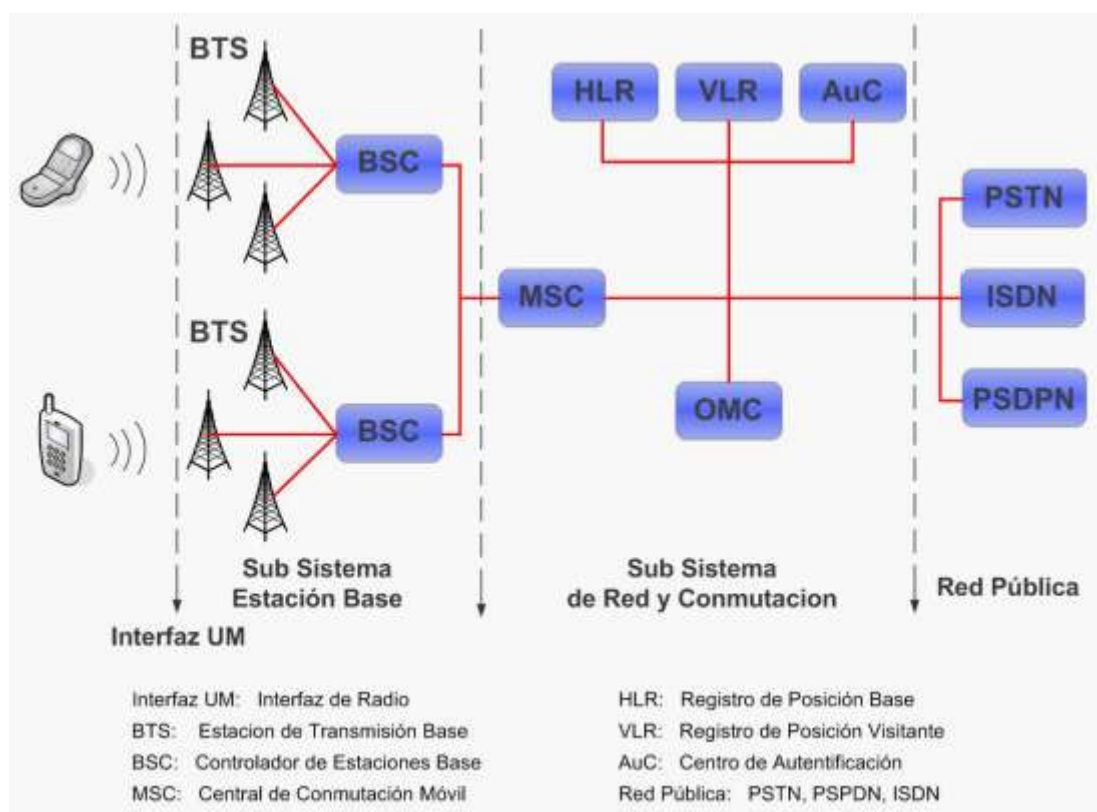 BTS
HLR
VLR
AuC
BSC
PSTN
MSC
ISDN
BTS
OMC
PSDPN
BSC
Sub Sistema
Estación Base
Sub Sistema
de Red y Conmutacion
Red Pública
Interfaz UM
Interfaz UM: Interfaz de Radio
BTS: Estacion de Transmisión Base
BSC: Controlador de Estaciones Base
MSC: Central de Conmutación Móvil
HLR: Registro de Posición Base
VLR: Registro de Posición Visitante
AuC: Centro de Autentificación
Red Pública: PSTN, PSPDN, ISDN